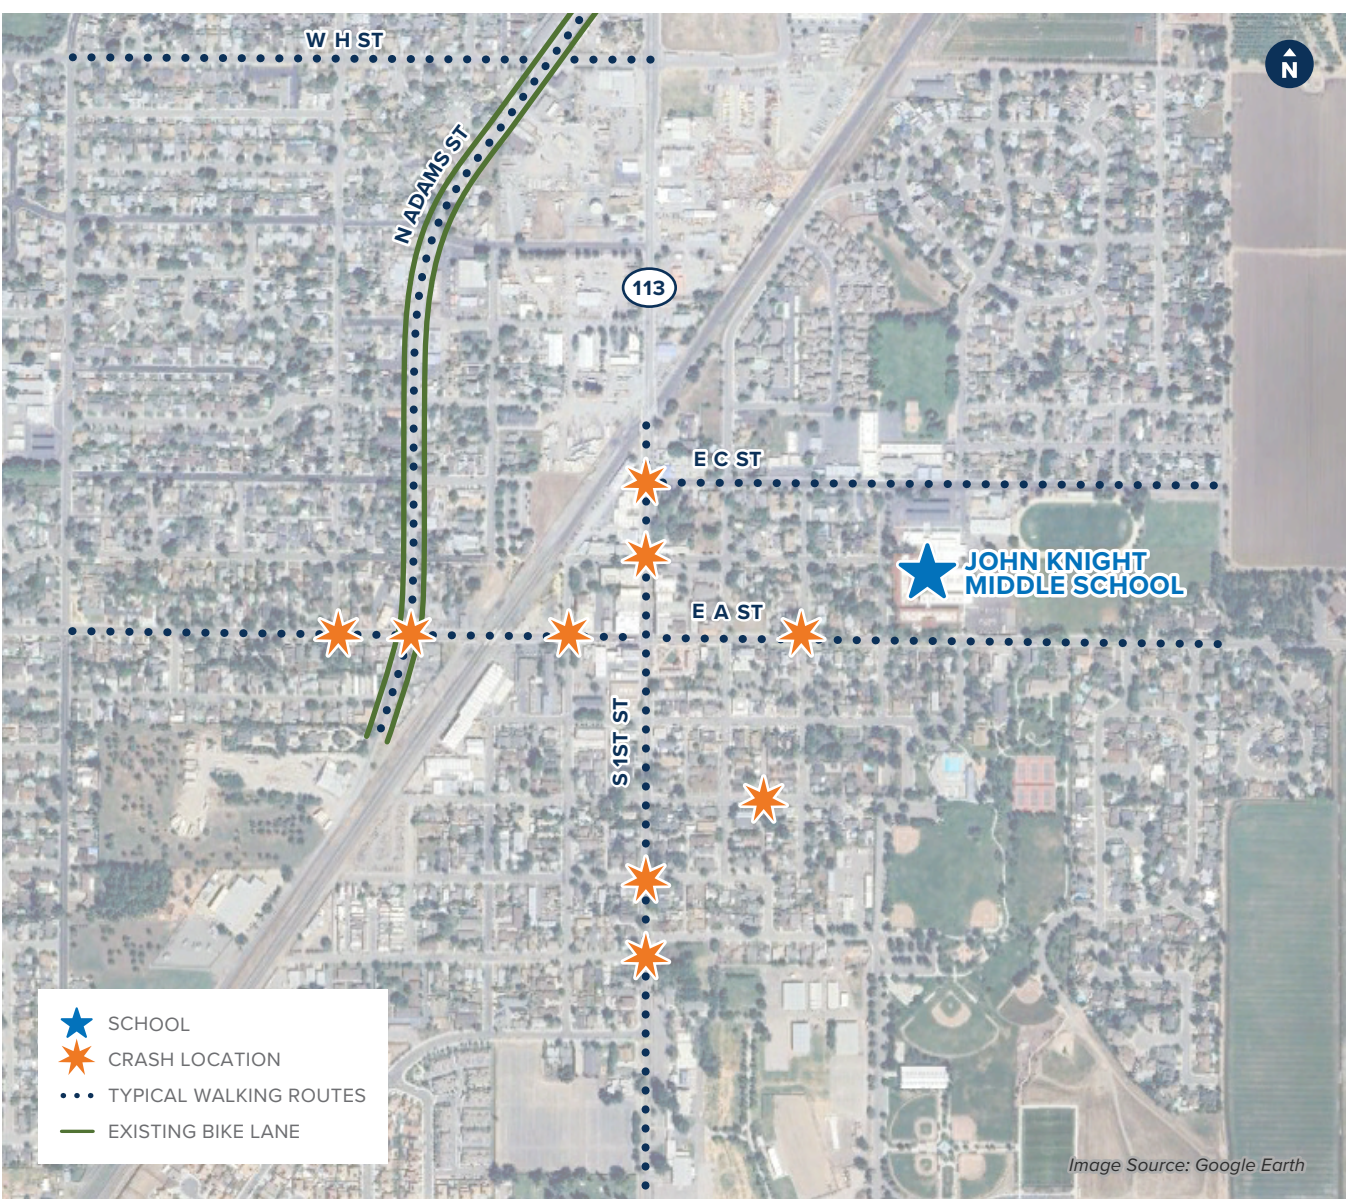 W H ST
N
N ADAMS ST
113
E C ST
JOHN KNIGHT
MIDDLE SCHOOL
E A ST
S 1ST ST
SCHOOL
CRASH LOCATION
TYPICAL WALKING ROUTES
EXISTING BIKE LANE
Image Source: Google Earth